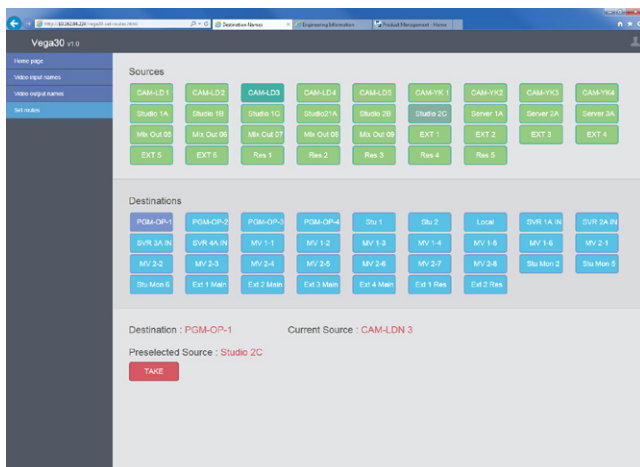 Destination Names
Engineering Information
Product Management - Home
Vega30 v1.0
Home page
Video input names
Video output names
Set routes
Sources
CAM-LD1 CAM-LD2 CAM-LD3 CAM-LD4 CAM-LD5 CAM-YK 1 CAM-YK2 CAM-YK3 CAM-YK4
Studio 1A Studio 1B Studio 1C Studio21A Studio 2B Studio 2C Server 1A Server 2A Server 3A
Mix Out 05 Mix Out 06 Mix Out 07 Mix Out 08 Mix Out 09 EXT 1 EXT 2 EXT 3 EXT 4
EXT 5 EXT 6 Res 1 Res 2 Res 3 Res 4 Res 5
Destinations
PGM-OP-1 PGM-OP-2 PGM-OP-3 PGM-OP-4 Stu 1 Stu 2 Local SVR 1A IN SVR 2A IN
SVR 3A IN SVR 4A IN MV 1-1 MV 1-2 MV 1-3 MV 1-4 MV 1-5 MV 1-6 MV 2-1
MV 2-2 MV 2-3 MV 2-4 MV 2-5 MV 2-6 MV 2-7 MV 2-8 Stu Mon 2 Stu Mon 5
Stu Mon 6 Ext 1 Main Ext 2 Main Ext 3 Main Ext 4 Main Ext 1 Res Ext 2 Res
Destination : PGM-OP-1 Current Source : CAM-LDN 3
Preselected Source : Studio 2C
TAKE